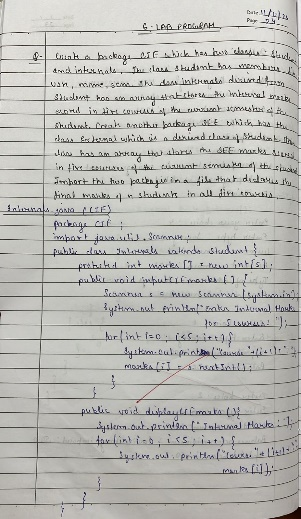 Date
Page
6. LAB PROGRAM
Q- Create a package CIE which has two classes - Student
and internals. The class Student has members like
usn, name, sem. The class internals derived from
Student has an array that stores the internal marks
scored in five courses of the current semester of the
student. Create another package SEE which has the
class External which is a derived class of Student. This
class has an array that stores the SEE marks scored
in five courses of the current semester of the student
Import the two packages in a file that declares the
final marks of n students in all five courses.
Internals.java (CIE)
package CIE;
import java.util.Scanner;
public class Internals extends Student {
protected int marks[] = new int[5];
public void inputCIEmarks() {
Scanner s = new Scanner (System.in);
System.out.println("Enter Internal Marks
for 5 courses: ");
for(int i=0; i<5; i++) {
System.out.println("Course "+(i+1)+" ");
marks[i] = s.nextInt();
}
}
public void displayCIEmarks(){
System.out.println("Internal Marks: ");
for(int i=0; i<5; i++) {
System.out.println("Course "+(i+1)+
marks[i]);
}
}
}